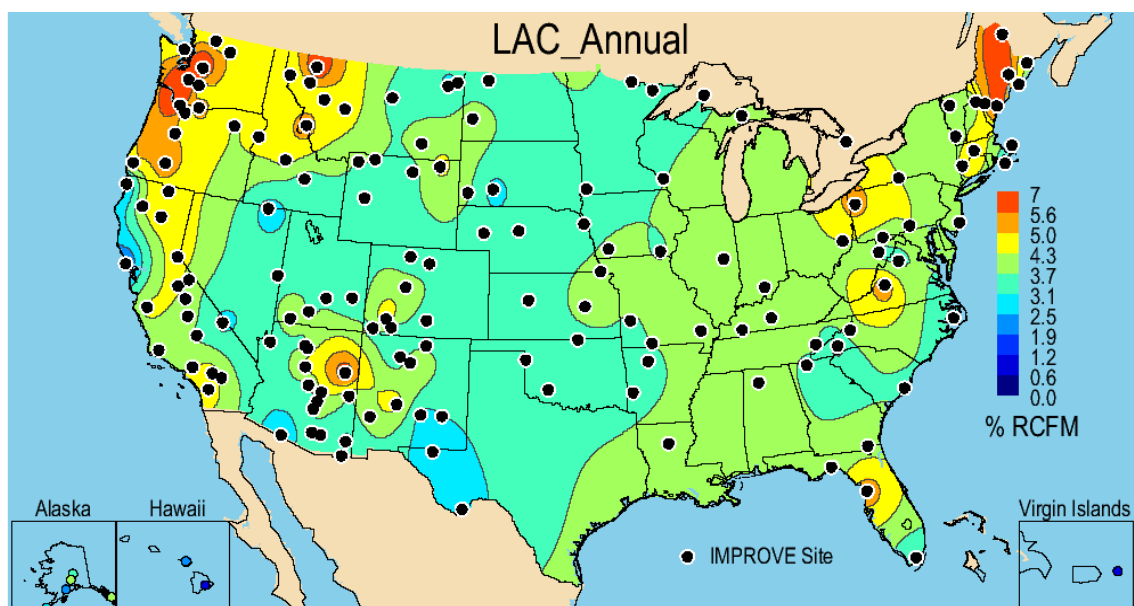 LAC_Annual
7
5.6
5.0
4.3
3.7
3.1
2.5
1.9
1.2
0.6
0.0
% RCFM
Alaska
Hawaii
Virgin Islands
IMPROVE Site